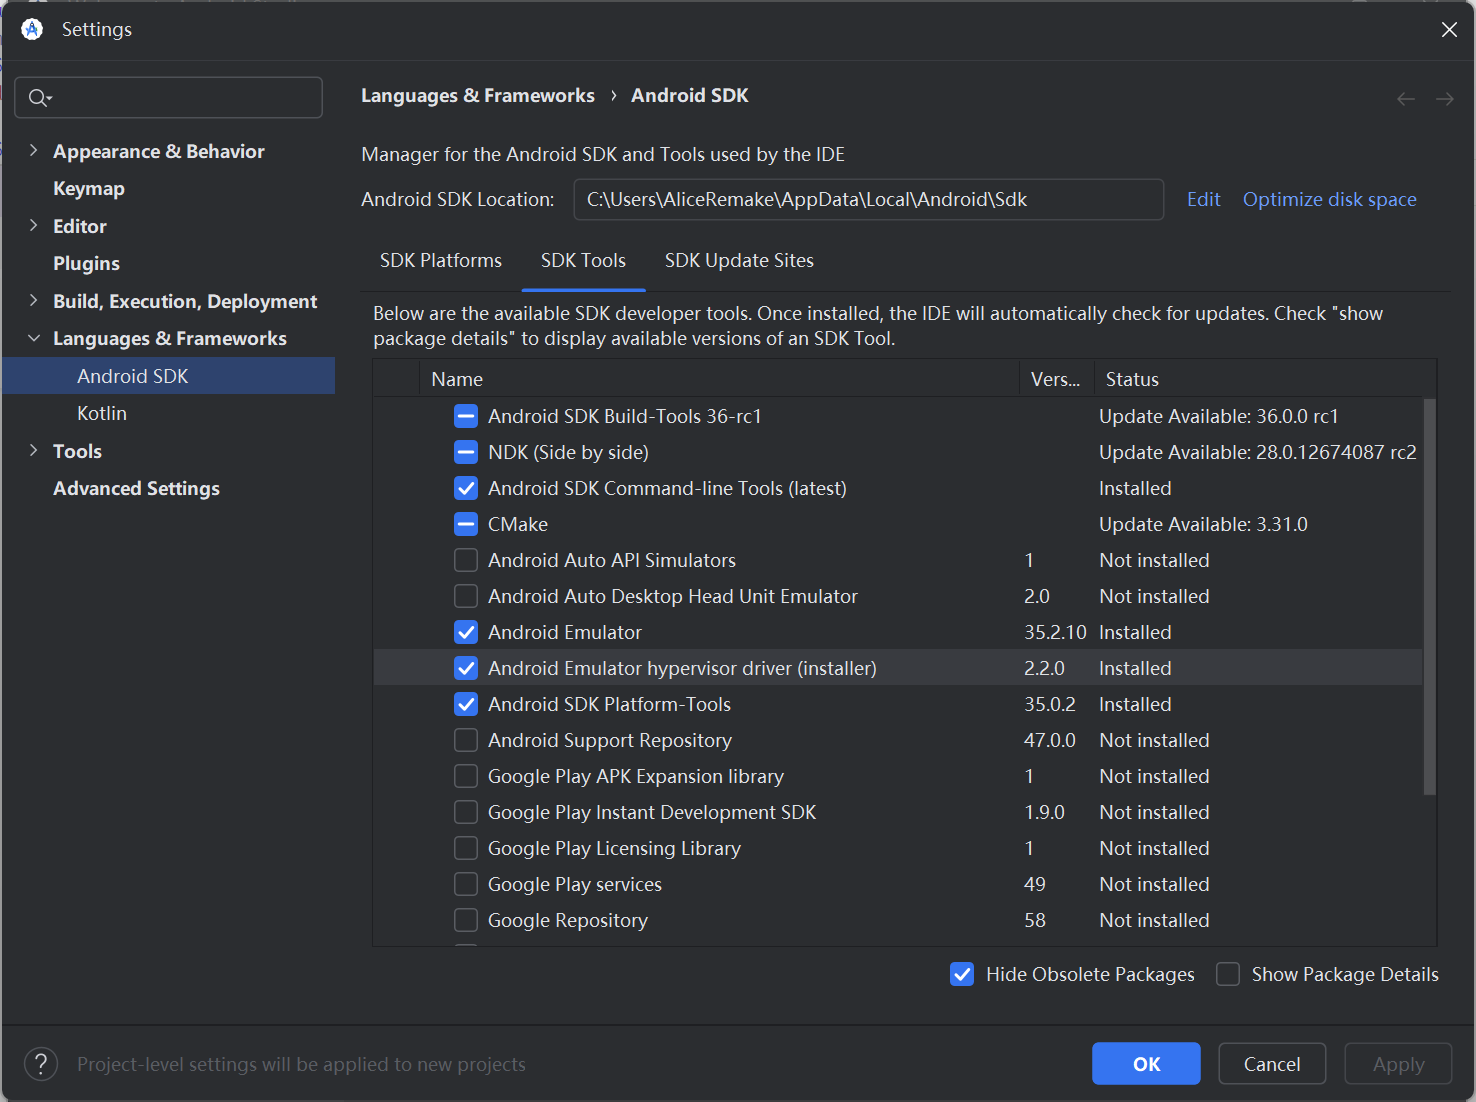 Settings
Languages & Frameworks › Android SDK
Appearance & Behavior
Keymap
Editor
Plugins
Build, Execution, Deployment
Languages & Frameworks
Android SDK
Kotlin
Tools
Advanced Settings
Manager for the Android SDK and Tools used by the IDE
Android SDK Location: C:\Users\AliceRemake\AppData\Local\Android\Sdk Edit Optimize disk space
SDK Platforms SDK Tools SDK Update Sites
Below are the available SDK developer tools. Once installed, the IDE will automatically check for updates. Check "show
package details" to display available versions of an SDK Tool.
Name Vers... Status
Android SDK Build-Tools 36-rc1 Update Available: 36.0.0 rc1
NDK (Side by side) Update Available: 28.0.12674087 rc2
Android SDK Command-line Tools (latest) Installed
CMake Update Available: 3.31.0
Android Auto API Simulators 1 Not installed
Android Auto Desktop Head Unit Emulator 2.0 Not installed
Android Emulator 35.2.10 Installed
Android Emulator hypervisor driver (installer) 2.2.0 Installed
Android SDK Platform-Tools 35.0.2 Installed
Android Support Repository 47.0.0 Not installed
Google Play APK Expansion library 1 Not installed
Google Play Instant Development SDK 1.9.0 Not installed
Google Play Licensing Library 1 Not installed
Google Play services 49 Not installed
Google Repository 58 Not installed
Hide Obsolete Packages Show Package Details
? Project-level settings will be applied to new projects
OK Cancel Apply